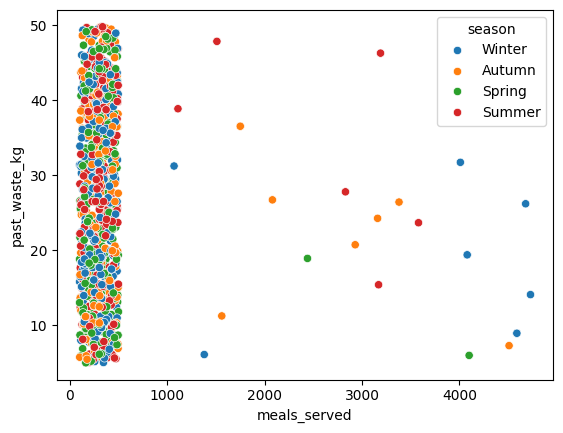 50
40
30
20
10
past_waste_kg
season
Winter
Autumn
Spring
Summer
0 1000 2000 3000 4000
meals_served